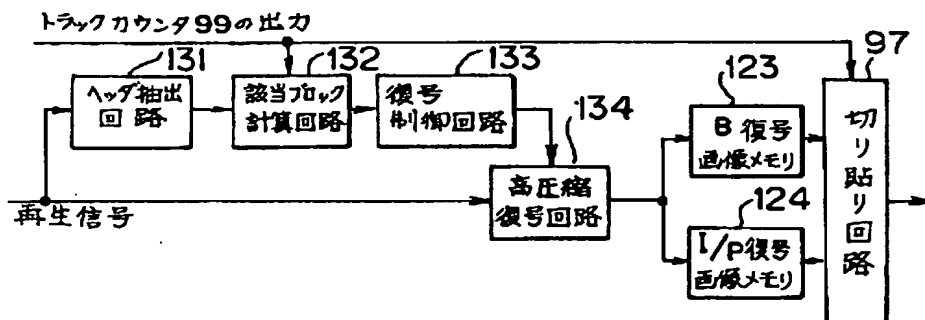 トラックカウンタ99の出力
131
132
133
97
ヘッダ抽出
回路
該当ブロック
計算回路
復号
制御回路
134
123
B 復号
画像メモリ
切り貼り回路
高圧縮
復号回路
再生信号
124
I/P復号
画像メモリ